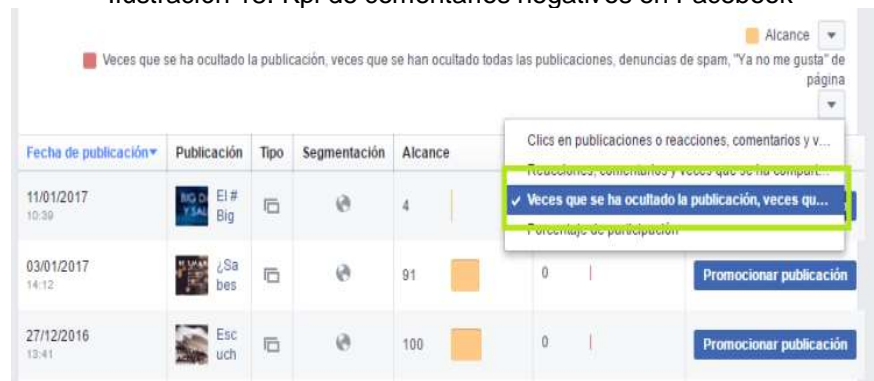 Ilustración 15. Kpi de comentarios negativos en Facebook
Alcance
Veces que se ha ocultado la publicación, veces que se han ocultado todas las publicaciones, denuncias de spam, "Ya no me gusta" de
página
Clics en publicaciones o reacciones, comentarios y v...
Reacciones, comentarios y veces que se ha compart...
✓ Veces que se ha ocultado la publicación, veces qu...
Porcentaje de participación
Fecha de publicación Publicación Tipo Segmentación Alcance
11/01/2017 El # 4
10:39 Big
03/01/2017 ¿Sa 91 0 Promocionar publicación
14:12 bes
27/12/2016 Esc 100 0 Promocionar publicación
13:41 uch